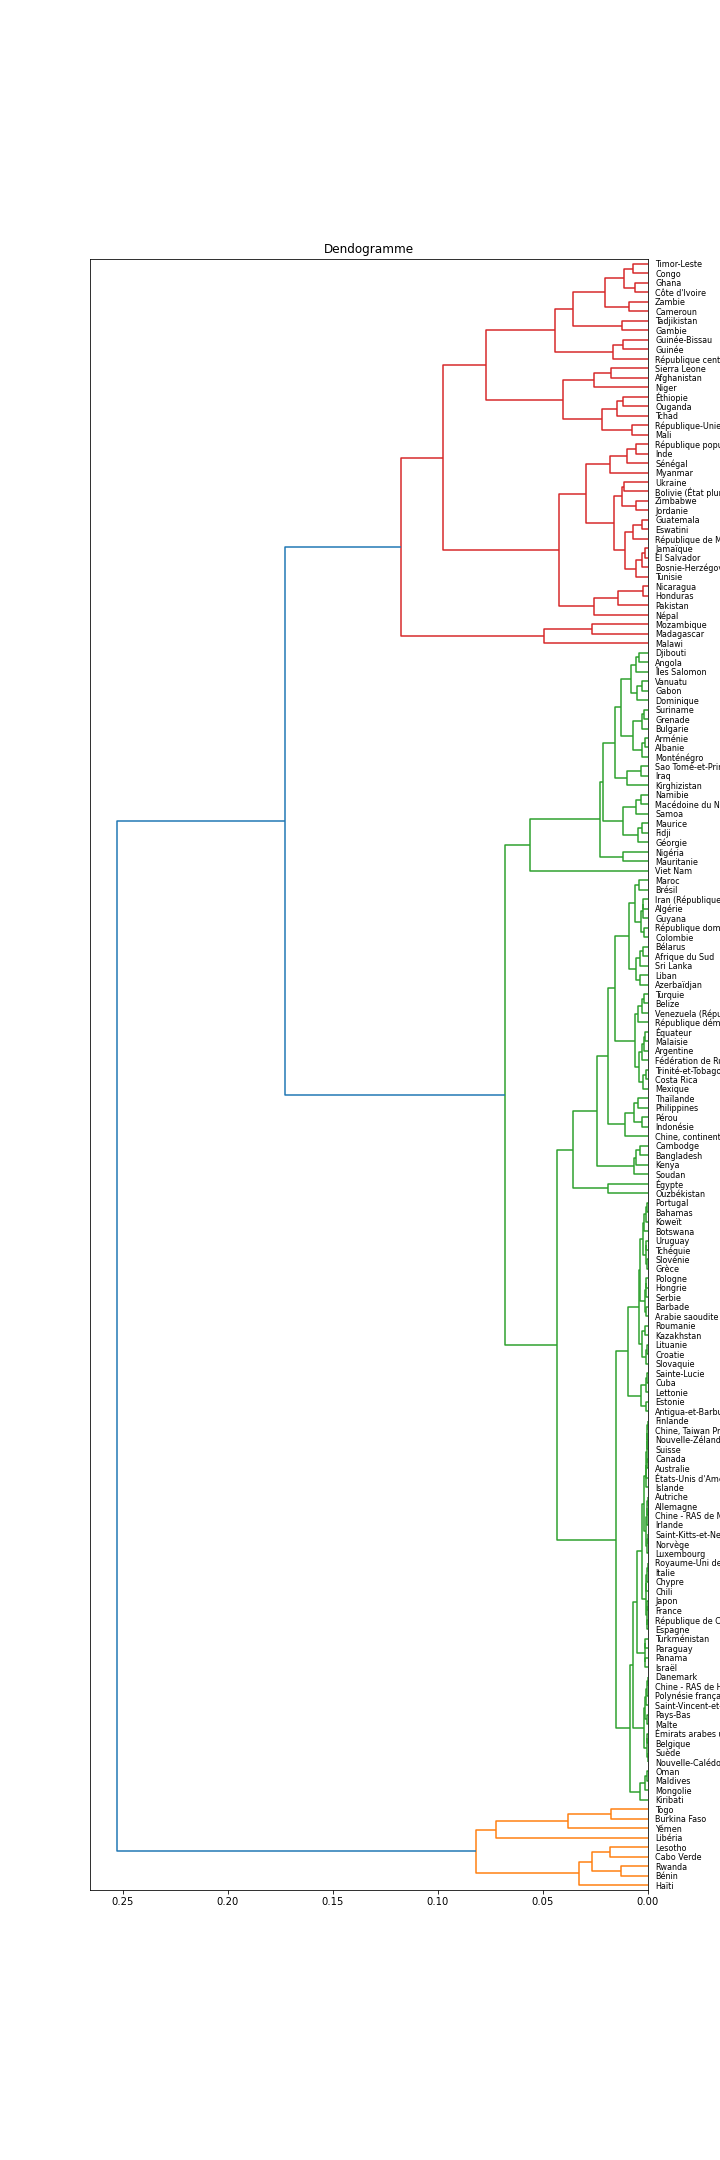 Dendogramme
Timor-Leste
Congo
Ghana
Côte d'Ivoire
Zambie
Cameroun
Tadjikistan
Gambie
Guinée-Bissau
Guinée
République cent
Sierra Leone
Afghanistan
Niger
Éthiopie
Ouganda
Tchad
République-Unie
Mali
République popu
Inde
Sénégal
Myanmar
Ukraine
Bolivie (État plur
Zimbabwe
Jordanie
Guatemala
Eswatini
République de M
Jamaïque
El Salvador
Bosnie-Herzégov
Tunisie
Nicaragua
Honduras
Pakistan
Népal
Mozambique
Madagascar
Malawi
Djibouti
Angola
Îles Salomon
Vanuatu
Gabon
Dominique
Suriname
Grenade
Bulgarie
Arménie
Albanie
Monténégro
Sao Tomé-et-Prin
Iraq
Kirghizistan
Namibie
Macédoine du N
Samoa
Maurice
Fidji
Géorgie
Nigéria
Mauritanie
Viet Nam
Maroc
Brésil
Iran (République
Algérie
Guyana
République dom
Colombie
Bélarus
Afrique du Sud
Sri Lanka
Liban
Azerbaïdjan
Turquie
Belize
Venezuela (Répu
République dém
Équateur
Malaisie
Argentine
Fédération de Ru
Trinité-et-Tobago
Costa Rica
Mexique
Thaïlande
Philippines
Pérou
Indonésie
Chine, continent
Cambodge
Bangladesh
Kenya
Soudan
Égypte
Ouzbékistan
Portugal
Bahamas
Koweït
Botswana
Uruguay
Tchéquie
Slovénie
Grèce
Pologne
Hongrie
Serbie
Barbade
Arabie saoudite
Roumanie
Kazakhstan
Lituanie
Croatie
Slovaquie
Sainte-Lucie
Cuba
Lettonie
Estonie
Antigua-et-Barbu
Finlande
Chine, Taiwan Pr
Nouvelle-Zéland
Suisse
Canada
Australie
États-Unis d'Amé
Islande
Autriche
Allemagne
Chine - RAS de M
Irlande
Saint-Kitts-et-Ne
Norvège
Luxembourg
Royaume-Uni de
Italie
Chypre
Chili
Japon
France
République de C
Espagne
Turkménistan
Paraguay
Panama
Israël
Danemark
Chine - RAS de H
Polynésie frança
Saint-Vincent-et-
Pays-Bas
Malte
Émirats arabes u
Belgique
Suède
Nouvelle-Calédo
Oman
Maldives
Mongolie
Kiribati
Togo
Burkina Faso
Yémen
Libéria
Lesotho
Cabo Verde
Rwanda
Bénin
Haïti
0.25 0.20 0.15 0.10 0.05 0.00